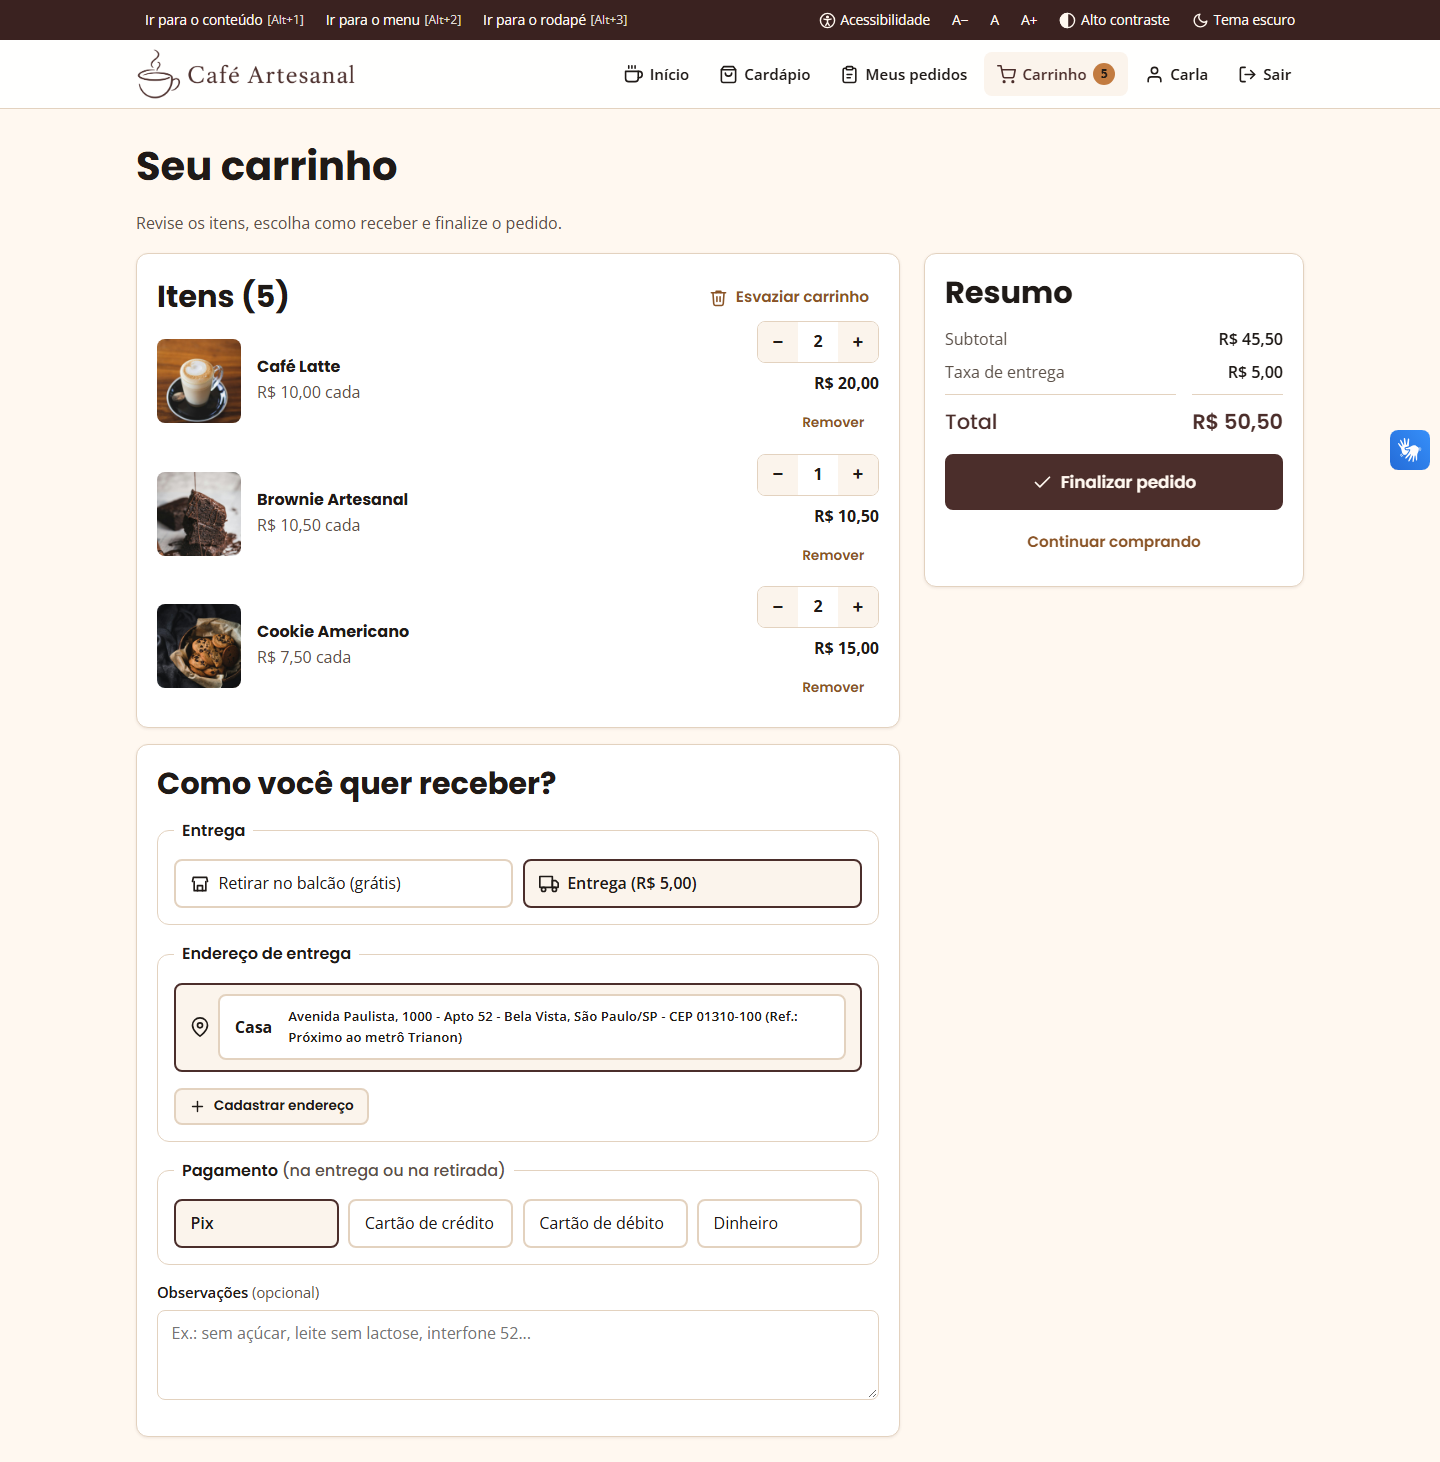 Ir para o conteúdo [Alt+1] Ir para o menu [Alt+2] Ir para o rodapé [Alt+3] Acessibilidade A− A A+ Alto contraste Tema escuro
Café Artesanal Início Cardápio Meus pedidos Carrinho 5 Carla Sair
Seu carrinho
Revise os itens, escolha como receber e finalize o pedido.
Itens (5) Esvaziar carrinho
Café Latte
R$ 10,00 cada
− 2 +
R$ 20,00
Remover
Brownie Artesanal
R$ 10,50 cada
− 1 +
R$ 10,50
Remover
Cookie Americano
R$ 7,50 cada
− 2 +
R$ 15,00
Remover
Resumo
Subtotal R$ 45,50
Taxa de entrega R$ 5,00
Total R$ 50,50
Finalizar pedido
Continuar comprando
Como você quer receber?
Entrega
Retirar no balcão (grátis) Entrega (R$ 5,00)
Endereço de entrega
Casa
Avenida Paulista, 1000 - Apto 52 - Bela Vista, São Paulo/SP - CEP 01310-100 (Ref.:
Próximo ao metrô Trianon)
+ Cadastrar endereço
Pagamento (na entrega ou na retirada)
Pix Cartão de crédito Cartão de débito Dinheiro
Observações (opcional)
Ex.: sem açúcar, leite sem lactose, interfone 52...